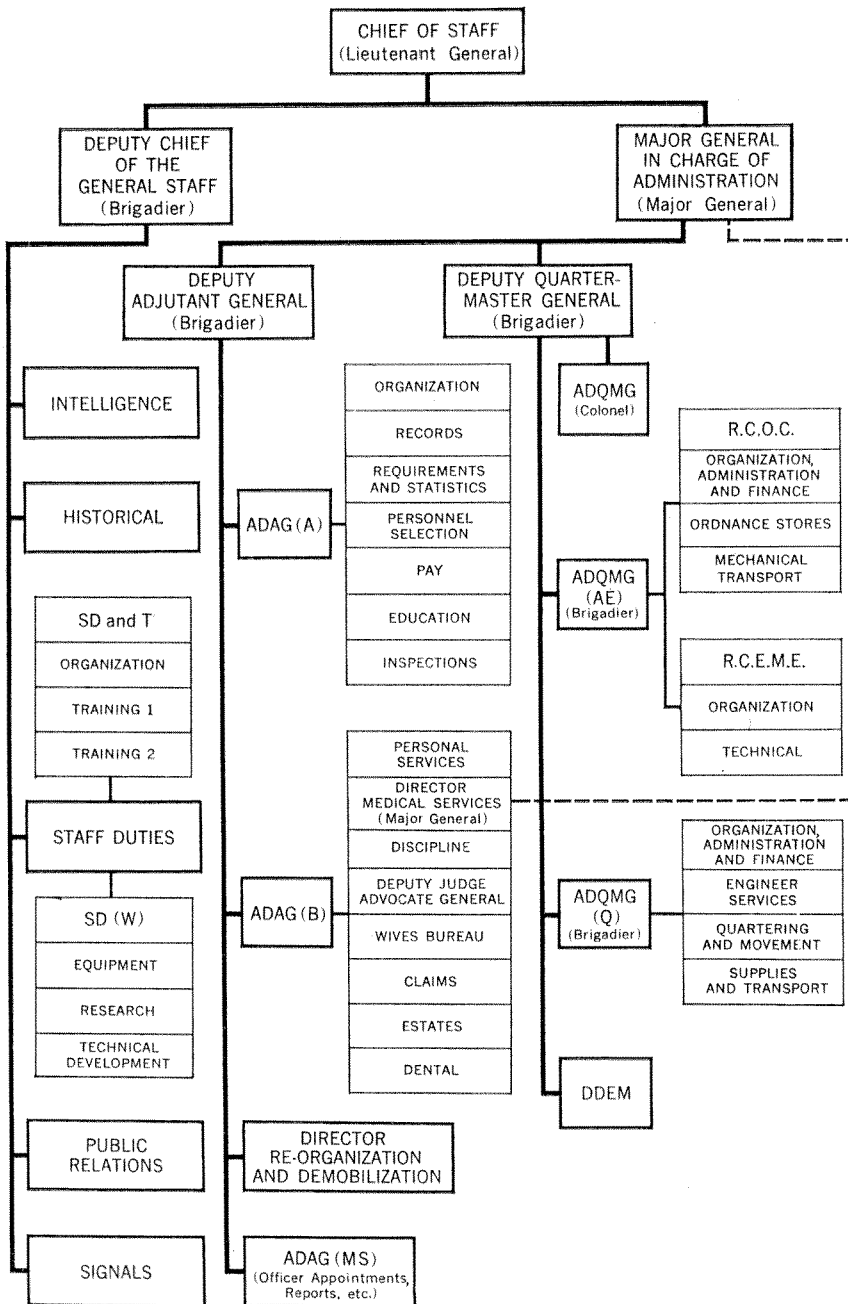 CHIEF OF STAFF
(Lieutenant General)
DEPUTY CHIEF
OF THE
GENERAL STAFF
(Brigadier)
MAJOR GENERAL
IN CHARGE OF
ADMINISTRATION
(Major General)
DEPUTY
ADJUTANT GENERAL
(Brigadier)
DEPUTY QUARTER-
MASTER GENERAL
(Brigadier)
INTELLIGENCE
HISTORICAL
SD and T
ORGANIZATION
TRAINING 1
TRAINING 2
STAFF DUTIES
SD (W)
EQUIPMENT
RESEARCH
TECHNICAL
DEVELOPMENT
PUBLIC
RELATIONS
SIGNALS
ADAG (A)
ORGANIZATION
RECORDS
REQUIREMENTS
AND STATISTICS
PERSONNEL
SELECTION
PAY
EDUCATION
INSPECTIONS
ADAG (B)
PERSONAL
SERVICES
DIRECTOR
MEDICAL SERVICES
(Major General)
DISCIPLINE
DEPUTY JUDGE
ADVOCATE GENERAL
WIVES BUREAU
CLAIMS
ESTATES
DENTAL
DIRECTOR
RE-ORGANIZATION
AND DEMOBILIZATION
ADAG (MS)
(Officer Appointments,
Reports, etc.)
ADQMG
(Colonel)
ADQMG
(AE)
(Brigadier)
R.C.O.C.
ORGANIZATION,
ADMINISTRATION
AND FINANCE
ORDNANCE STORES
MECHANICAL
TRANSPORT
R.C.E.M.E.
ORGANIZATION
TECHNICAL
ADQMG
(Q)
(Brigadier)
ORGANIZATION,
ADMINISTRATION
AND FINANCE
ENGINEER
SERVICES
QUARTERING
AND MOVEMENT
SUPPLIES
AND TRANSPORT
DDEM